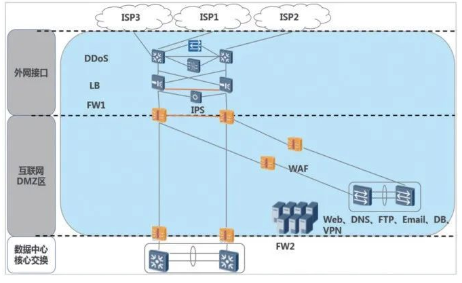 ISP3
ISP1
ISP2
DDoS
外网接口
LB
FW1
IPS
互联网
DMZ区
WAF
Web、DNS、FTP、Email、DB、
VPN
FW2
数据中心
核心交换